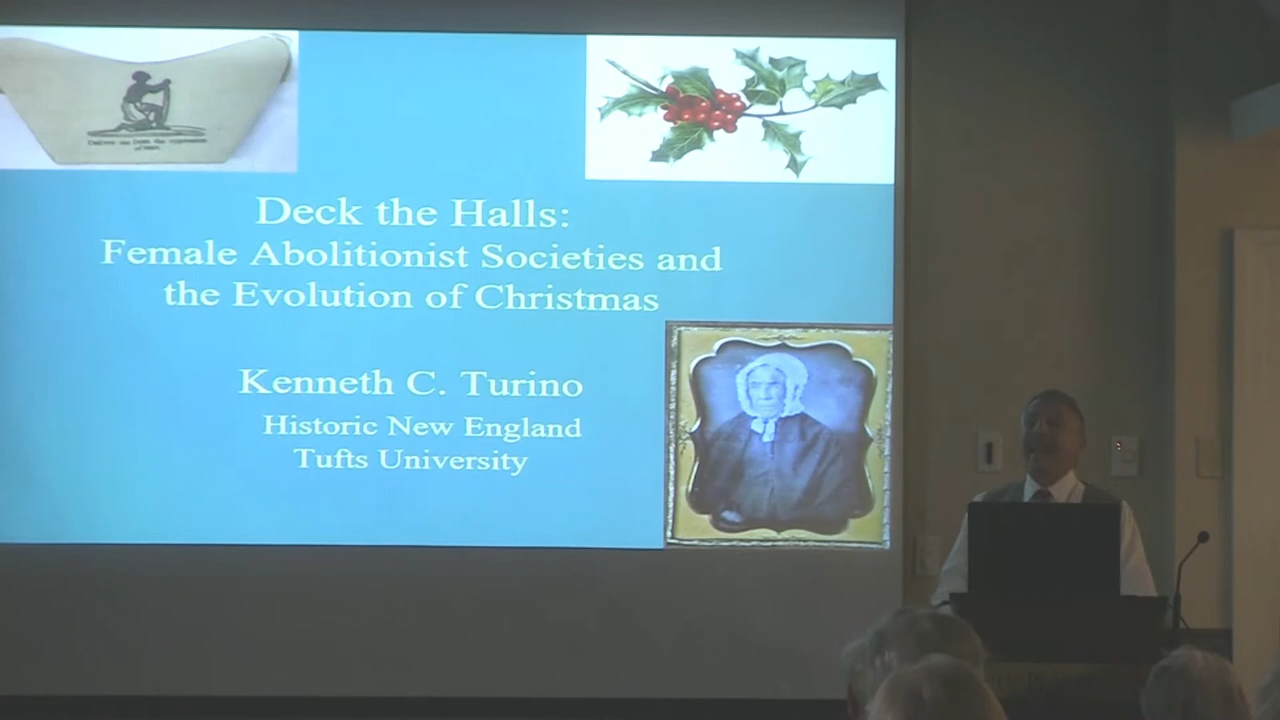 Deck the Halls:
Female Abolitionist Societies and
the Evolution of Christmas
Kenneth C. Turino
Historic New England
Tufts University